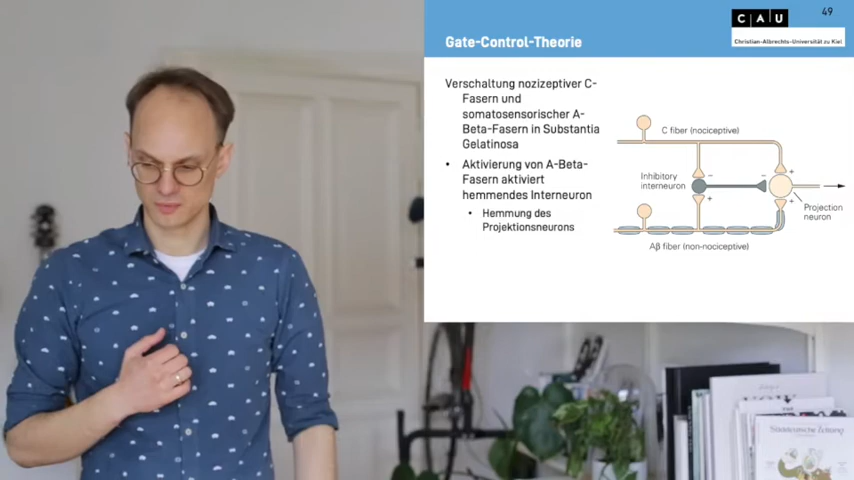 49
C A U
Christian-Albrechts-Universität zu Kiel
Gate-Control-Theorie
Verschaltung nozizeptiver C-
Fasern und
somatosensorischer A-
Beta-Fasern in Substantia
Gelatinosa
• Aktivierung von A-Beta-
Fasern aktiviert
hemmendes Interneuron
• Hemmung des
Projektionsneurons
C fiber (nociceptive)
Inhibitory
interneuron
– – +
+ +
Projection
neuron
Aβ fiber (non-nociceptive)
Süddeutsche Zeitung